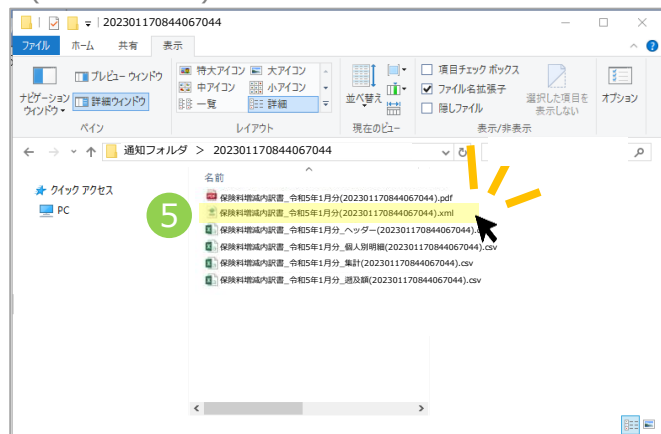 202301170844067044
ファイル ホーム 共有 表示
ナビゲーション ウィンドウ
プレビュー ウィンドウ
詳細ウィンドウ
ペイン
特大アイコン 大アイコン
中アイコン 小アイコン
一覧 詳細
レイアウト
並べ替え
現在のビュー
項目チェック ボックス
ファイル名拡張子
隠しファイル
選択した項目を
表示しない
表示/非表示
オプション
通知フォルダ > 202301170844067044
クイック アクセス
PC
名前
保険料増減内訳書_令和5年1月分(202301170844067044).pdf
5
保険料増減内訳書_令和5年1月分(202301170844067044).xml
保険料増減内訳書_令和5年1月分_ヘッダー(202301170844067044).
保険料増減内訳書_令和5年1月分_個人別明細(202301170844067044).csv
保険料増減内訳書_令和5年1月分_集計(202301170844067044).csv
保険料増減内訳書_令和5年1月分_遡及額(202301170844067044).csv